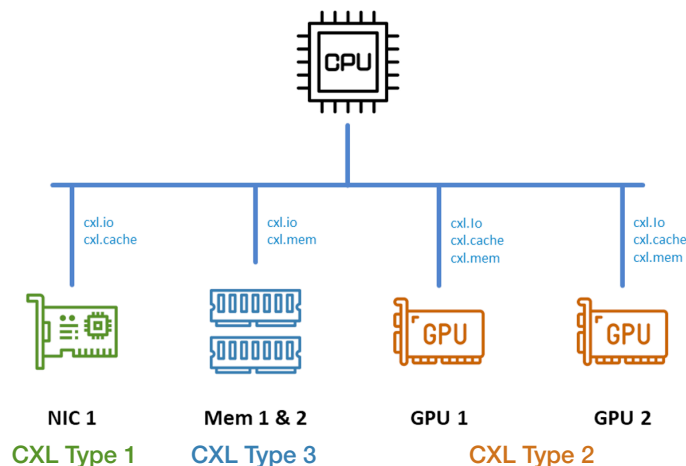 CPU
cxl.io
cxl.cache
cxl.io
cxl.mem
cxl.Io
cxl.cache
cxl.mem
cxl.Io
cxl.cache
cxl.mem
GPU
GPU
NIC 1
Mem 1 & 2
GPU 1
GPU 2
CXL Type 1
CXL Type 3
CXL Type 2